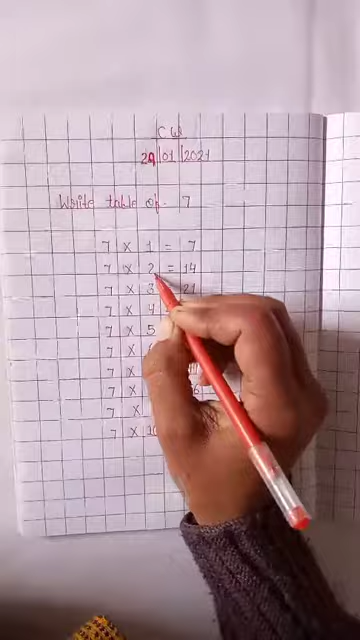 C W
29/01/2021
Write table of - 7
7 × 1 = 7
7 × 2 = 14
7 × 3 = 21
7 × 4
7 × 5
7 ×
7 ×
7 ×
7 ×
7 × 10